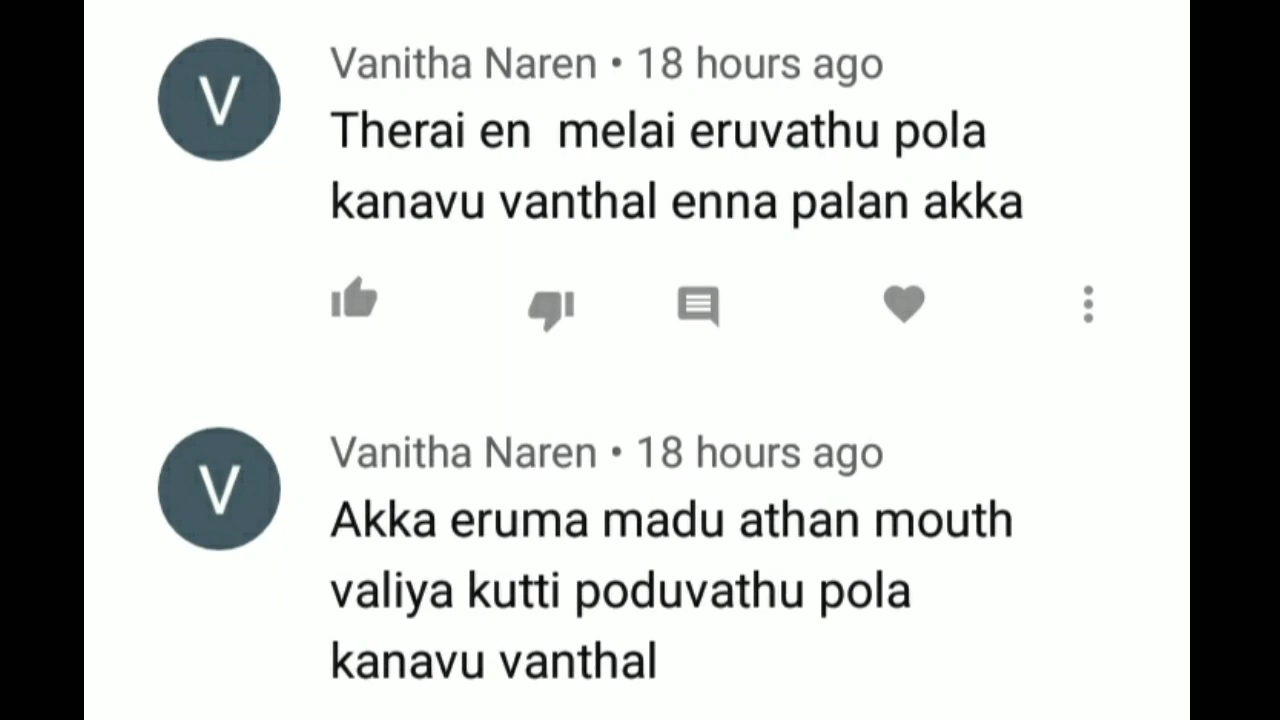 V
Vanitha Naren • 18 hours ago
Therai en  melai eruvathu pola
kanavu vanthal enna palan akka
V
Vanitha Naren • 18 hours ago
Akka eruma madu athan mouth
valiya kutti poduvathu pola
kanavu vanthal